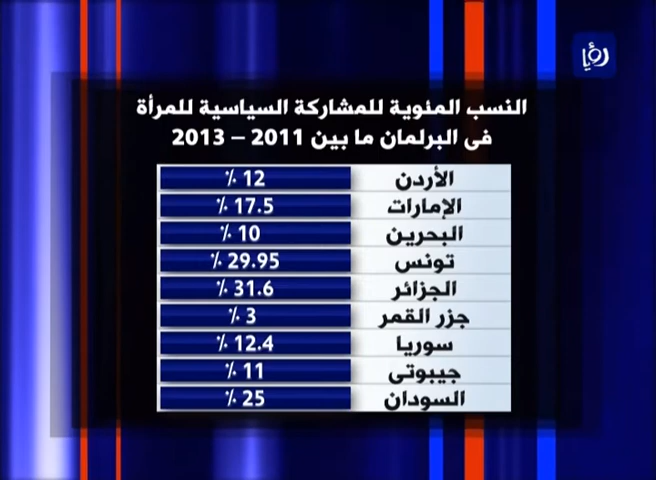 رؤيا
النسب المئوية للمشاركة السياسية للمرأة
فى البرلمان ما بين 2011 – 2013
الأردن 12 ٪
الإمارات 17.5 ٪
البحرين 10 ٪
تونس 29.95 ٪
الجزائر 31.6 ٪
جزر القمر 3 ٪
سوريا 12.4 ٪
جيبوتى 11 ٪
السودان 25 ٪